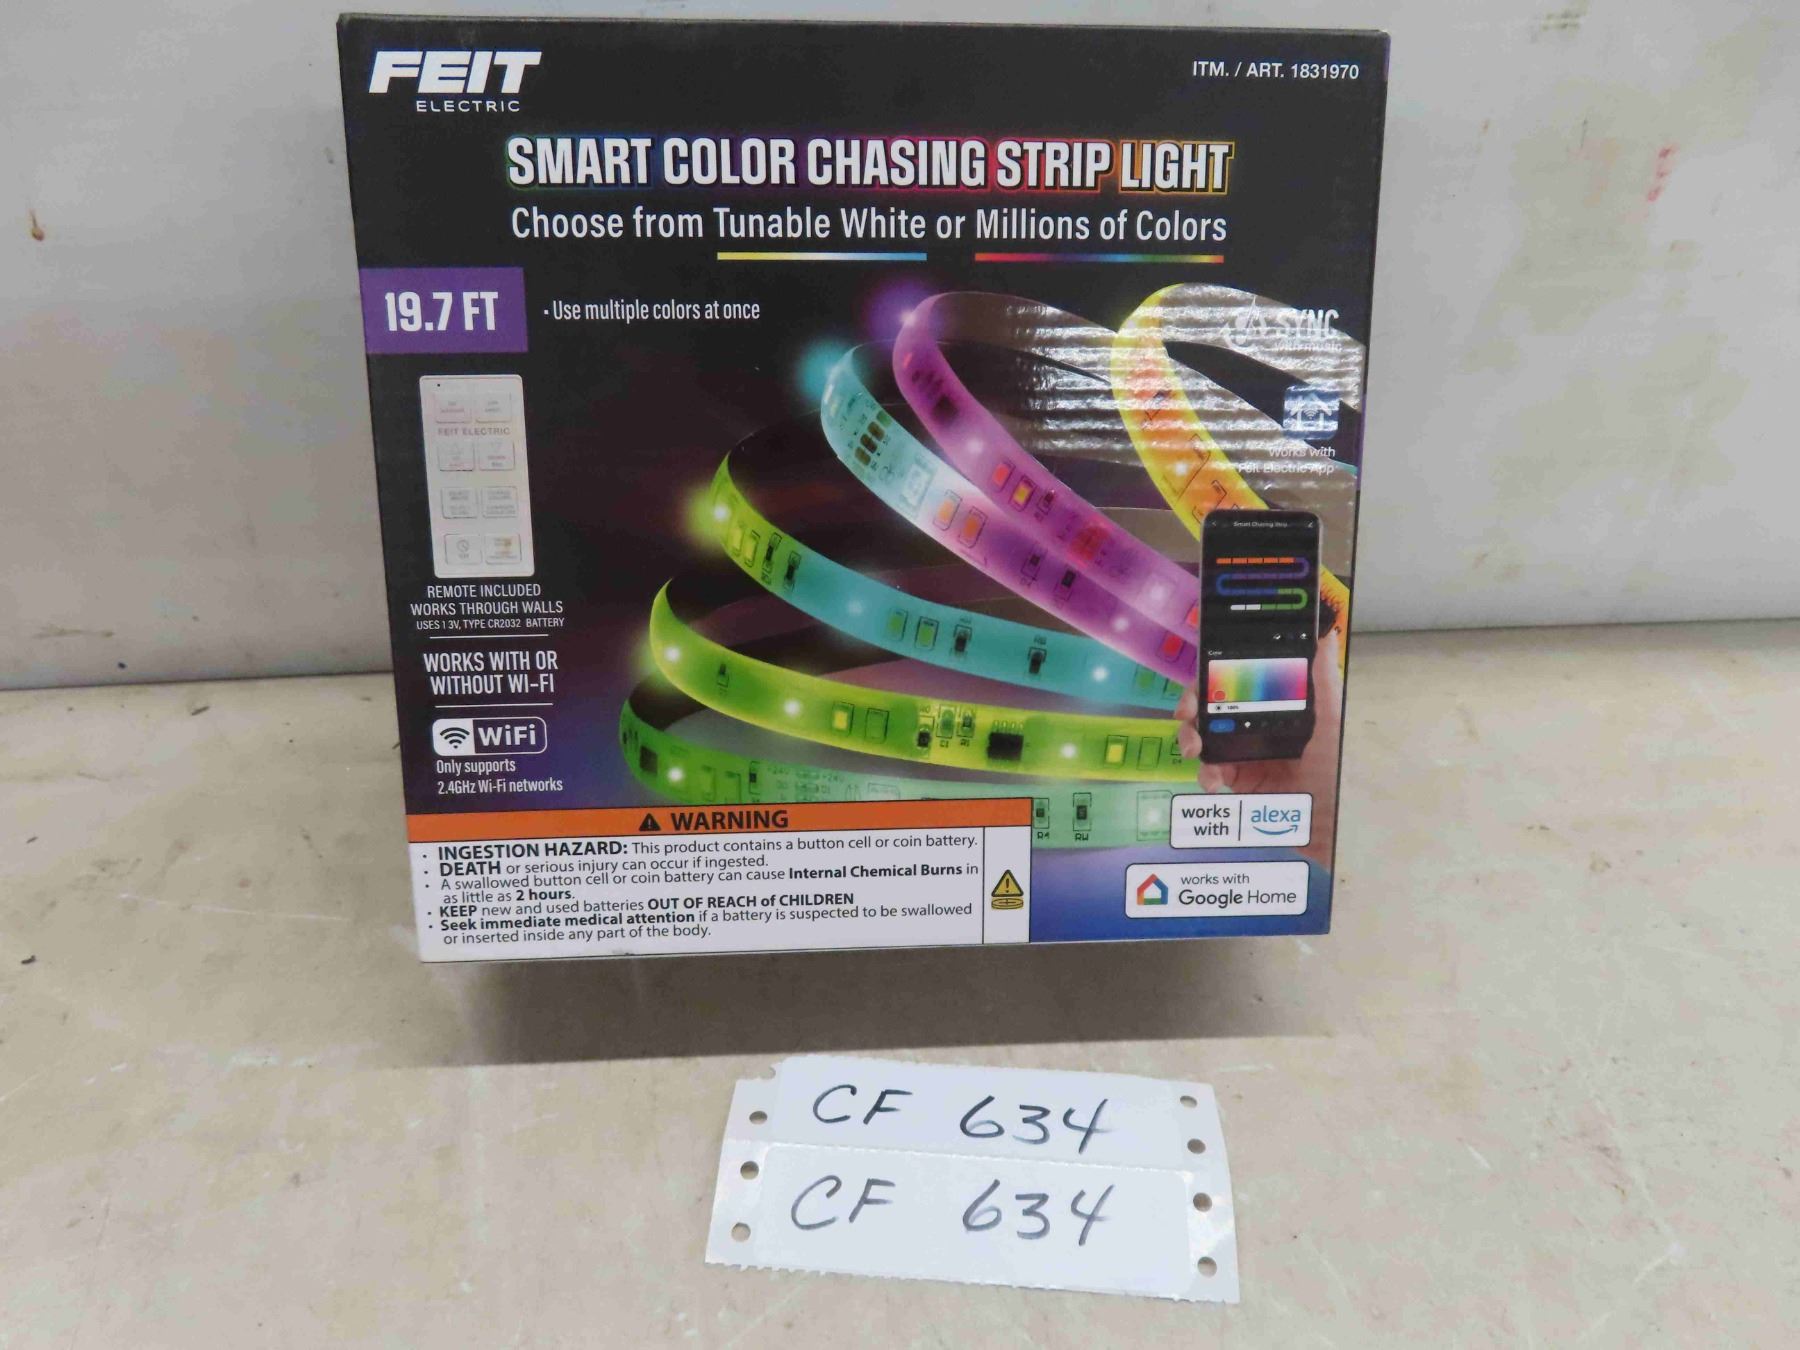 FEIT
ELECTRIC
ITM. / ART. 1831970
SMART COLOR CHASING STRIP LIGHT
Choose from Tunable White or Millions of Colors
19.7 FT
• Use multiple colors at once
SYNC
with music
Works with
Feit Electric App
FEIT ELECTRIC
REMOTE INCLUDED
WORKS THROUGH WALLS
USES 1 3V, TYPE CR2032 BATTERY
WORKS WITH OR
WITHOUT WI-FI
WiFi
Only supports
2.4GHz Wi-Fi networks
Smart Chasing Strip
works with alexa
works with
Google Home
WARNING
• INGESTION HAZARD: This product contains a button cell or coin battery.
• DEATH or serious injury can occur if ingested.
• A swallowed button cell or coin battery can cause Internal Chemical Burns in
as little as 2 hours.
• KEEP new and used batteries OUT OF REACH of CHILDREN
• Seek immediate medical attention if a battery is suspected to be swallowed
or inserted inside any part of the body.
CF 634
CF 634